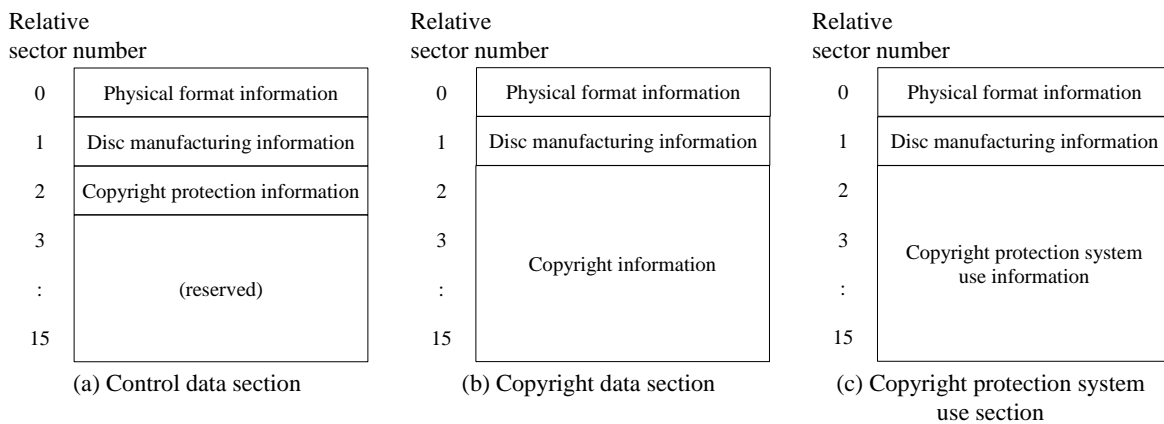 Relative
sector number
0
Physical format information
1
Disc manufacturing information
2
Copyright protection information
3
:
(reserved)
15
(a) Control data section
Relative
sector number
0
Physical format information
1
Disc manufacturing information
2
3
Copyright information
:
15
(b) Copyright data section
Relative
sector number
0
Physical format information
1
Disc manufacturing information
2
3
Copyright protection system
use information
:
15
(c) Copyright protection system
use section